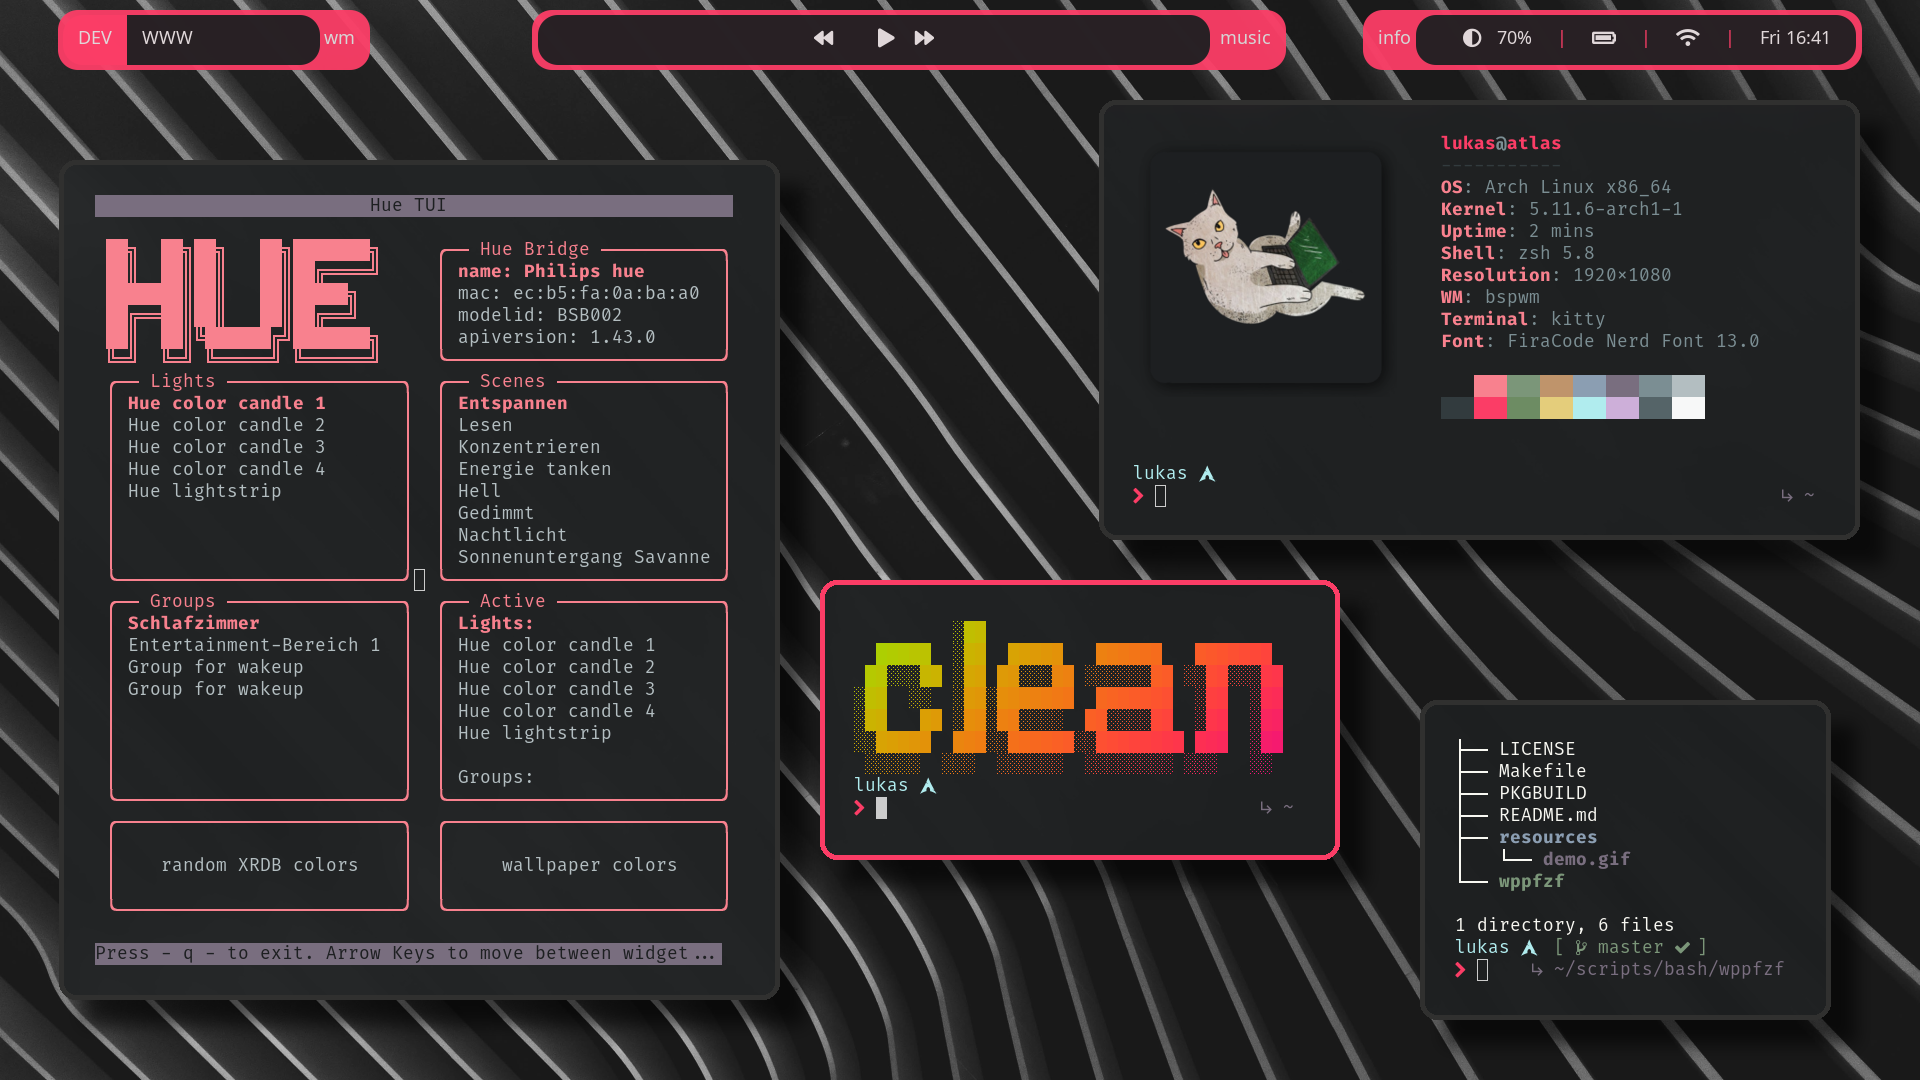 DEV WWW wm
music
info 70% | | | Fri 16:41
Hue TUI
HUE
Hue Bridge
name: Philips hue
mac: ec:b5:fa:0a:ba:a0
modelid: BSB002
apiversion: 1.43.0
Lights
Hue color candle 1
Hue color candle 2
Hue color candle 3
Hue color candle 4
Hue lightstrip
Scenes
Entspannen
Lesen
Konzentrieren
Energie tanken
Hell
Gedimmt
Nachtlicht
Sonnenuntergang Savanne
Groups
Schlafzimmer
Entertainment-Bereich 1
Group for wakeup
Group for wakeup
Active
Lights:
Hue color candle 1
Hue color candle 2
Hue color candle 3
Hue color candle 4
Hue lightstrip
Groups:
random XRDB colors
wallpaper colors
Press - q - to exit. Arrow Keys to move between widget...
lukas@atlas
-----------
OS: Arch Linux x86_64
Kernel: 5.11.6-arch1-1
Uptime: 2 mins
Shell: zsh 5.8
Resolution: 1920×1080
WM: bspwm
Terminal: kitty
Font: FiraCode Nerd Font 13.0
lukas
❯ ↳ ~
clean
lukas
❯ ↳ ~
├── LICENSE
├── Makefile
├── PKGBUILD
├── README.md
├── resources
│   └── demo.gif
└── wppfzf
1 directory, 6 files
lukas [ master ✔ ]
❯ ↳ ~/scripts/bash/wppfzf